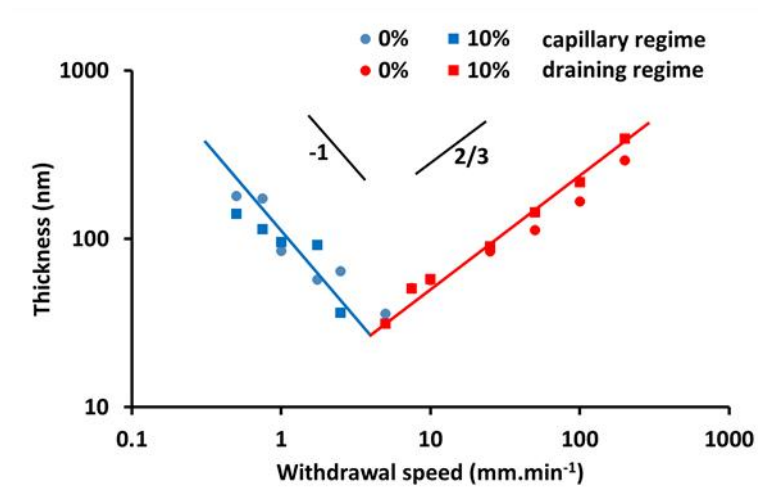 0% 10% capillary regime
0% 10% draining regime
1000
-1
2/3
100
Thickness (nm)
10
0.1 1 10 100 1000
Withdrawal speed (mm.min⁻¹)